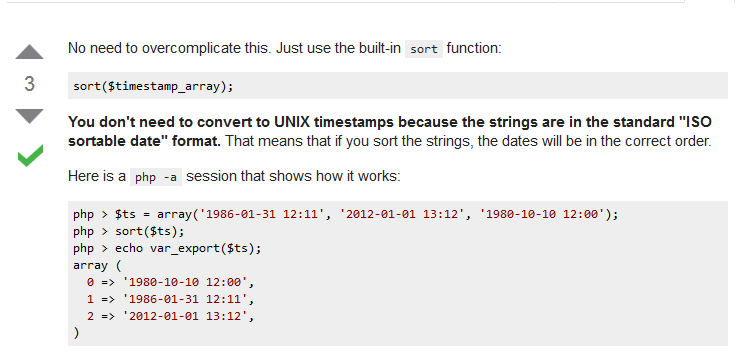 No need to overcomplicate this. Just use the built-in sort function:
3
sort($timestamp_array);
You don't need to convert to UNIX timestamps because the strings are in the standard "ISO
sortable date" format. That means that if you sort the strings, the dates will be in the correct order.
Here is a php -a session that shows how it works:
php > $ts = array('1986-01-31 12:11', '2012-01-01 13:12', '1980-10-10 12:00');
php > sort($ts);
php > echo var_export($ts);
array (
  0 => '1980-10-10 12:00',
  1 => '1986-01-31 12:11',
  2 => '2012-01-01 13:12',
)